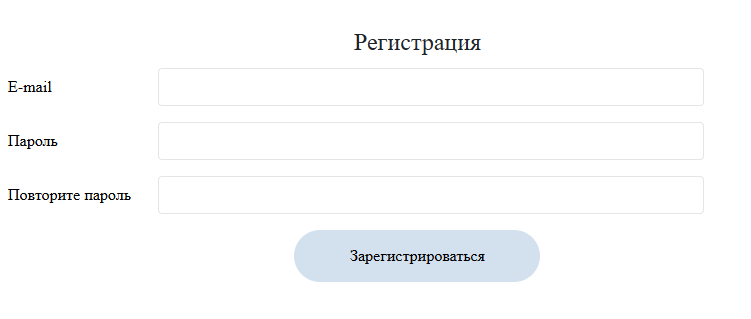 Регистрация
E-mail
Пароль
Повторите пароль
Зарегистрироваться